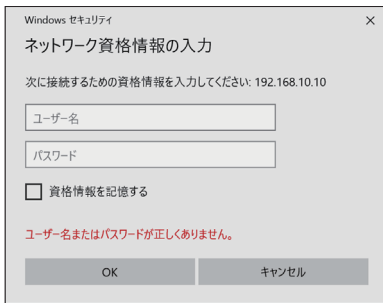 Windows セキュリティ
ネットワーク資格情報の入力
次に接続するための資格情報を入力してください: 192.168.10.10
ユーザー名
パスワード
資格情報を記憶する
ユーザー名またはパスワードが正しくありません。
OK
キャンセル